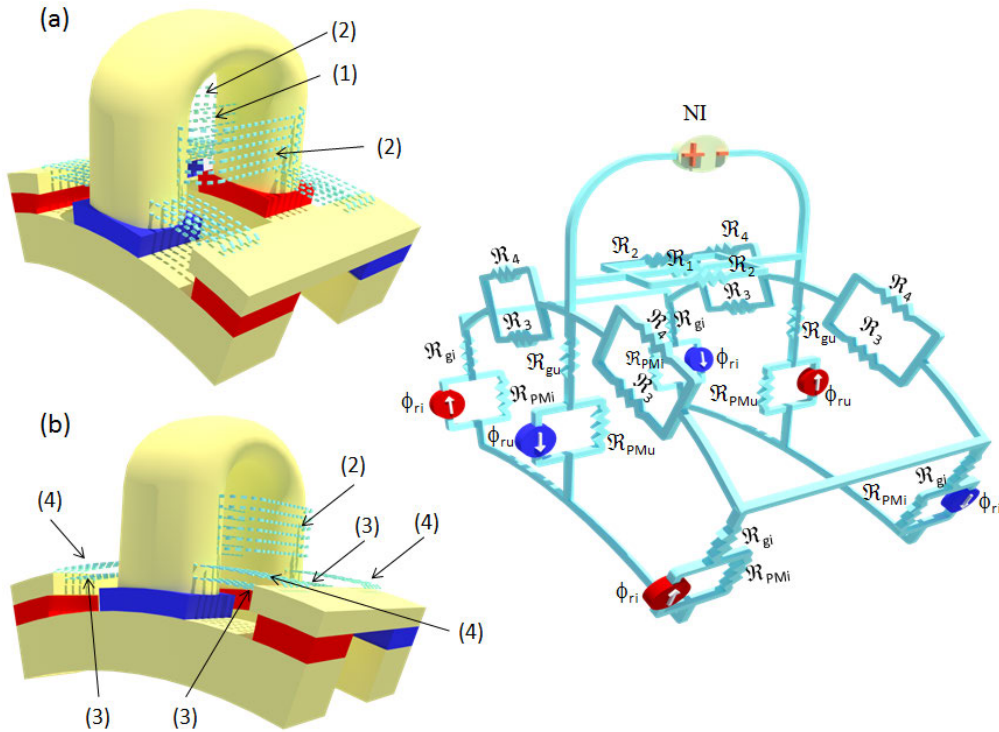 (a)
(2)
(1)
(2)
(b)
(2)
(4)
(3)
(4)
(4)
(3)
(3)
NI
ℜ4
ℜ2
ℜ1
ℜ2
ℜ4
ℜ3
ℜ3
ℜ4
ℜ3
ℜgi
ℜgu
ℜ4
ℜgi
ℜgu
ϕri
ℜPMi
ℜPMi
ℜ3
ϕri
ℜPMu
ϕru
ϕru
ℜPMu
ℜgi
ℜPMi
ϕri
ℜgi
ℜPMi
ϕri